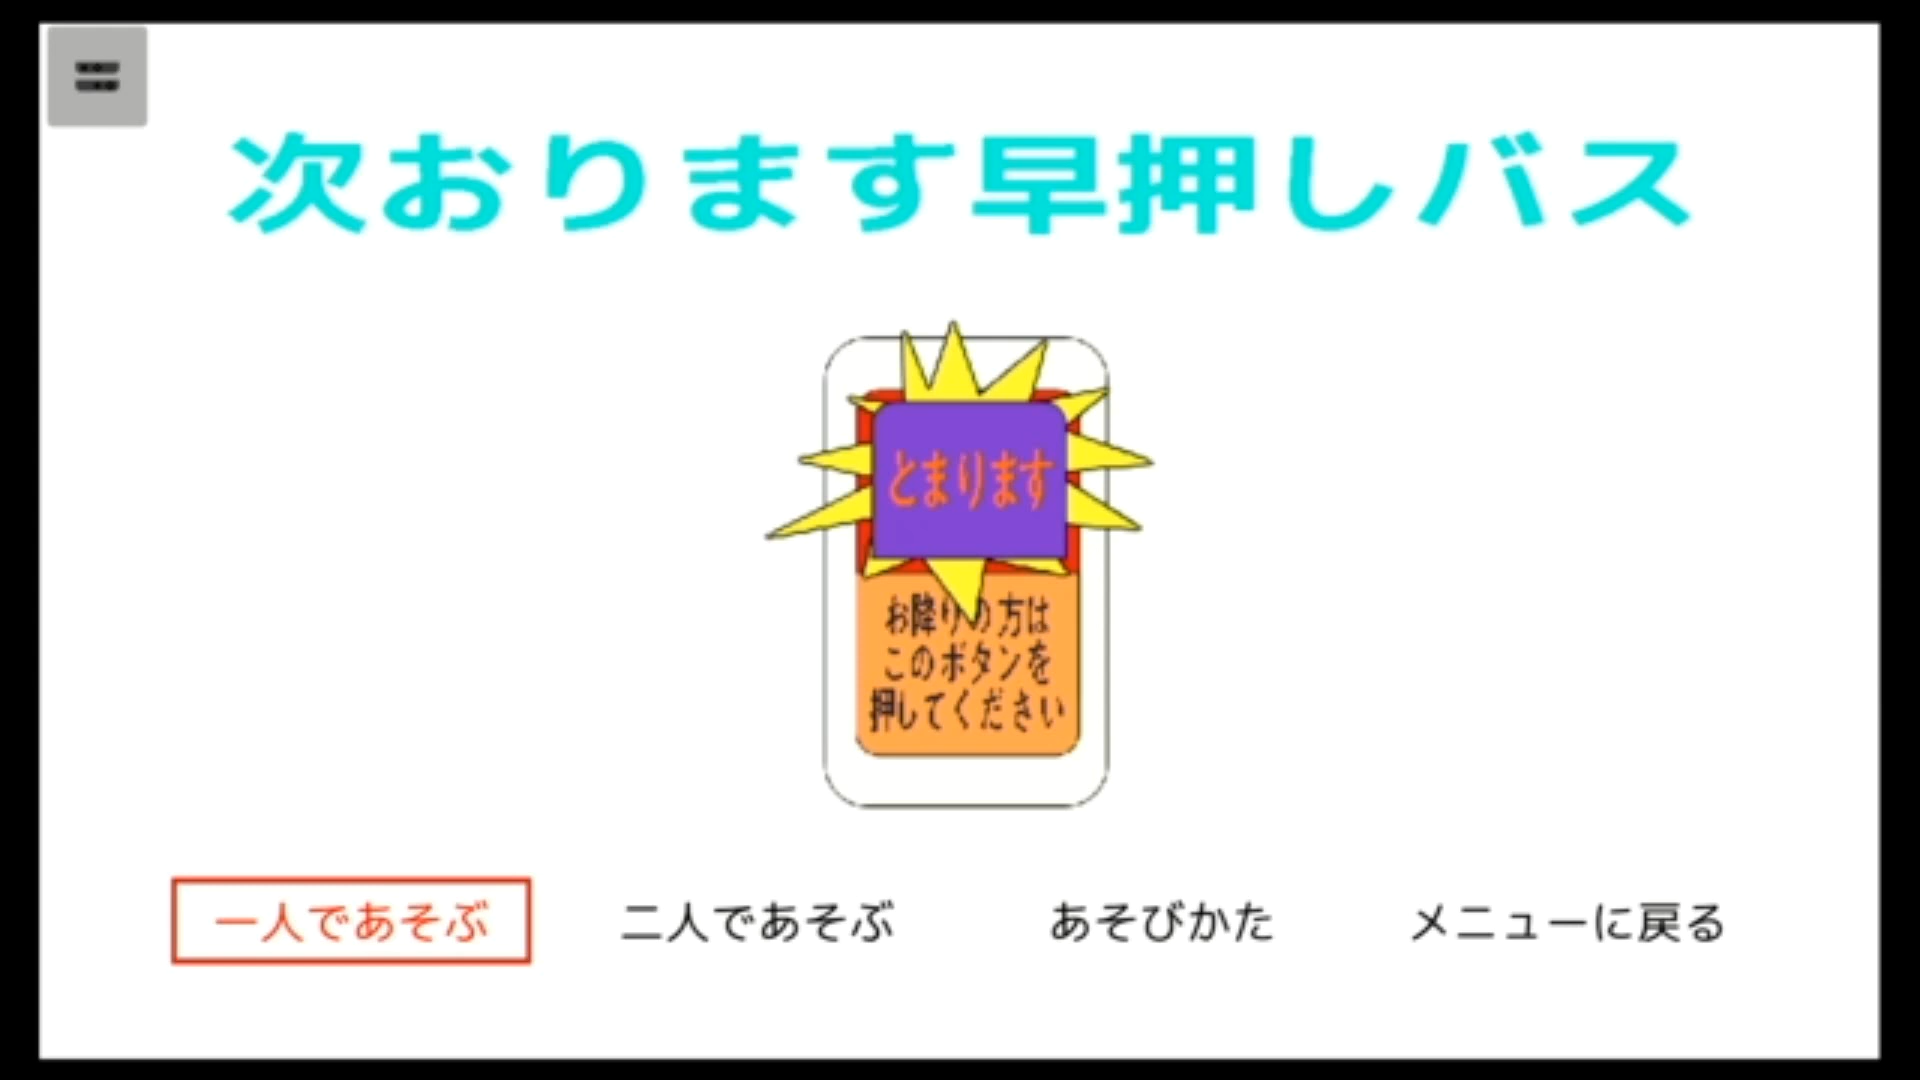 次おります早押しバス
とまります
お降りの方は
このボタンを
押してください
一人であそぶ
二人であそぶ
あそびかた
メニューに戻る